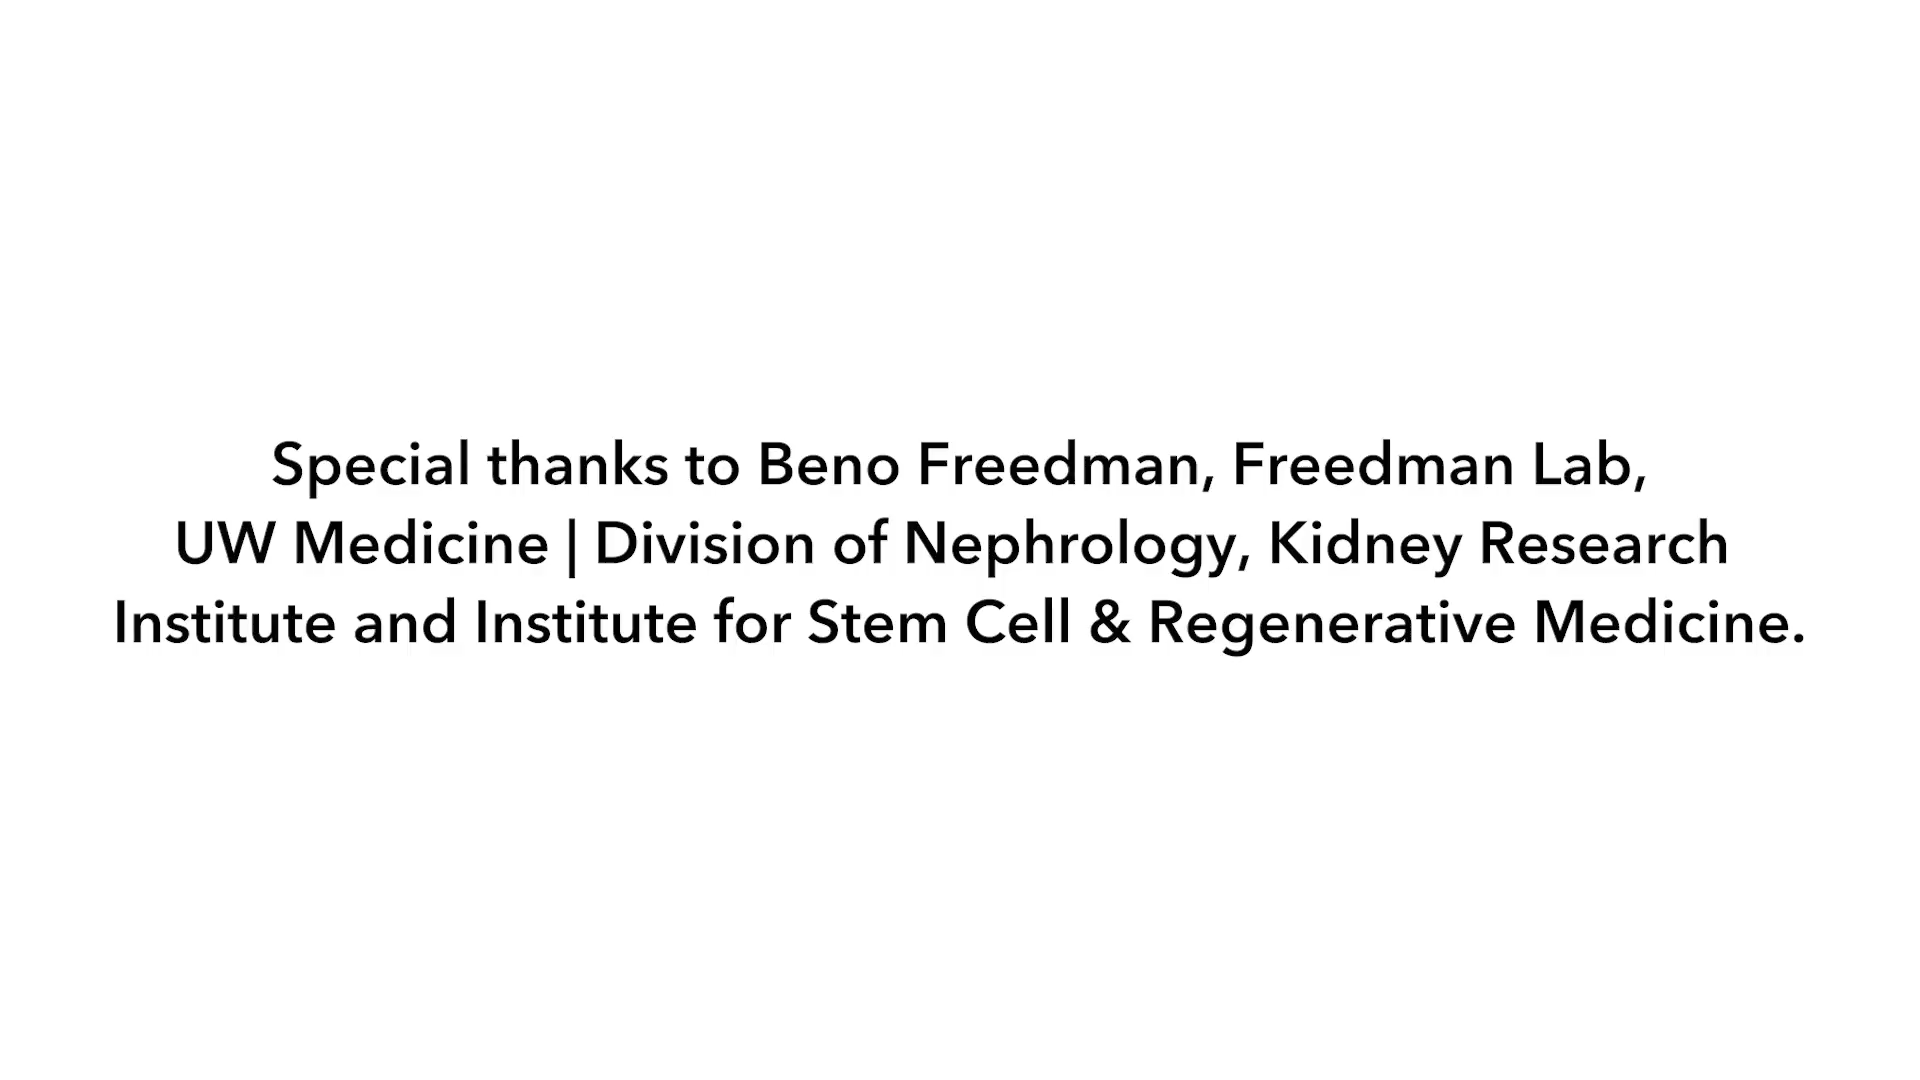 Special thanks to Beno Freedman, Freedman Lab,
UW Medicine | Division of Nephrology, Kidney Research
Institute and Institute for Stem Cell & Regenerative Medicine.